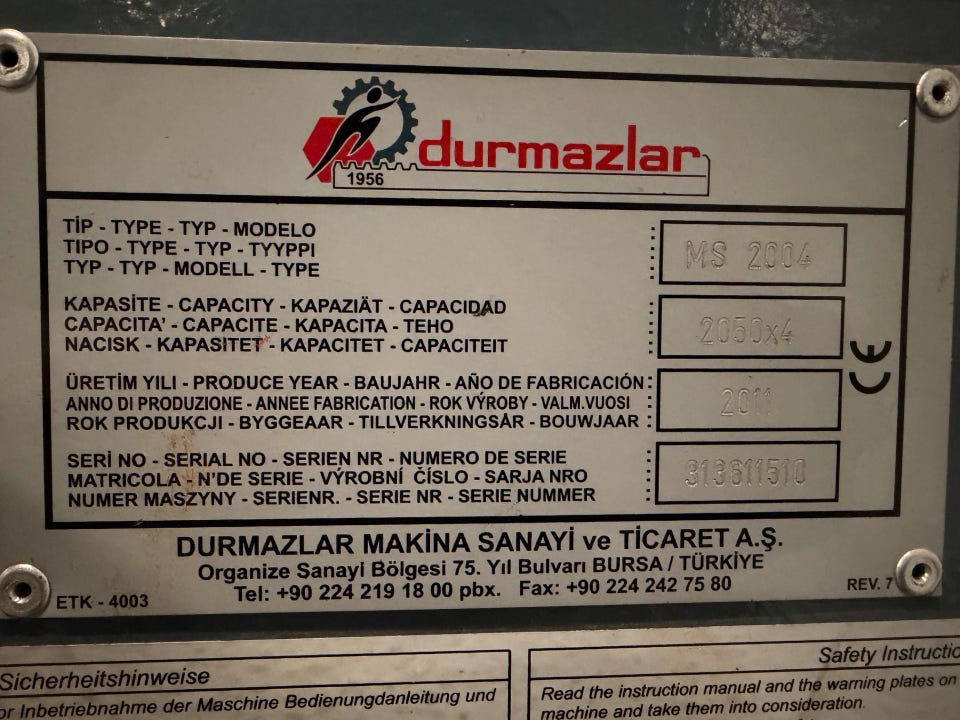 durmazlar
1956
TİP - TYPE - TYP - MODELO
TIPO - TYPE - TYP - TYYPPI
TYP - TYP - MODELL - TYPE
: MS 2004
KAPASİTE - CAPACITY - KAPAZIÄT - CAPACIDAD
CAPACITA' - CAPACITE - KAPACITA - TEHO
NACISK - KAPASITET - KAPACITET - CAPACITEIT
: 2050x4
CE
ÜRETİM YILI - PRODUCE YEAR - BAUJAHR - AÑO DE FABRICACIÓN :
ANNO DI PRODUZIONE - ANNEE FABRICATION - ROK VÝROBY - VALM.VUOSI :
ROK PRODUKCJI - BYGGEAAR - TILLVERKNINGSÅR - BOUWJAAR :
2011
SERİ NO - SERIAL NO - SERIEN NR - NUMERO DE SERIE
MATRICOLA - N'DE SERIE - VÝROBNÍ ČÍSLO - SARJA NRO
NUMER MASZYNY - SERIENR. - SERIE NR - SERIE NUMMER
: 313611510
DURMAZLAR MAKİNA SANAYİ ve TİCARET A.Ş.
Organize Sanayi Bölgesi 75. Yıl Bulvarı BURSA / TÜRKİYE
Tel: +90 224 219 18 00 pbx. Fax: +90 224 242 75 80
ETK - 4003
REV. 7
Sicherheitshinweise
or Inbetriebnahme der Maschine Bedienungdanleitung und
Safety Instructio
Read the instruction manual and the warning plates on
machine and take them into consideration.